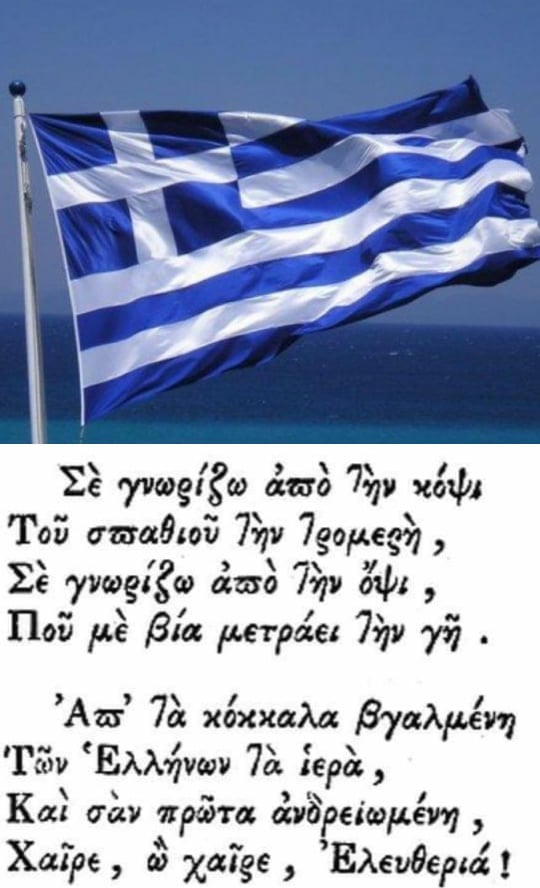 Σὲ γνωρίζω ἀπὸ τὴν κόψι
Τοῦ σπαθιοῦ τὴν τρομερὴ,
Σὲ γνωρίζω ἀπὸ τὴν ὄψι,
Ποῦ μὲ βία μετράει τὴν γῆ.
Ἀπ' τὰ κόκκαλα βγαλμένη
Τῶν Ἑλλήνων τὰ ἱερὰ,
Καὶ σὰν πρῶτα ἀνδρειωμένη,
Χαῖρε, ὢ χαῖρε, Ἐλευθεριά!